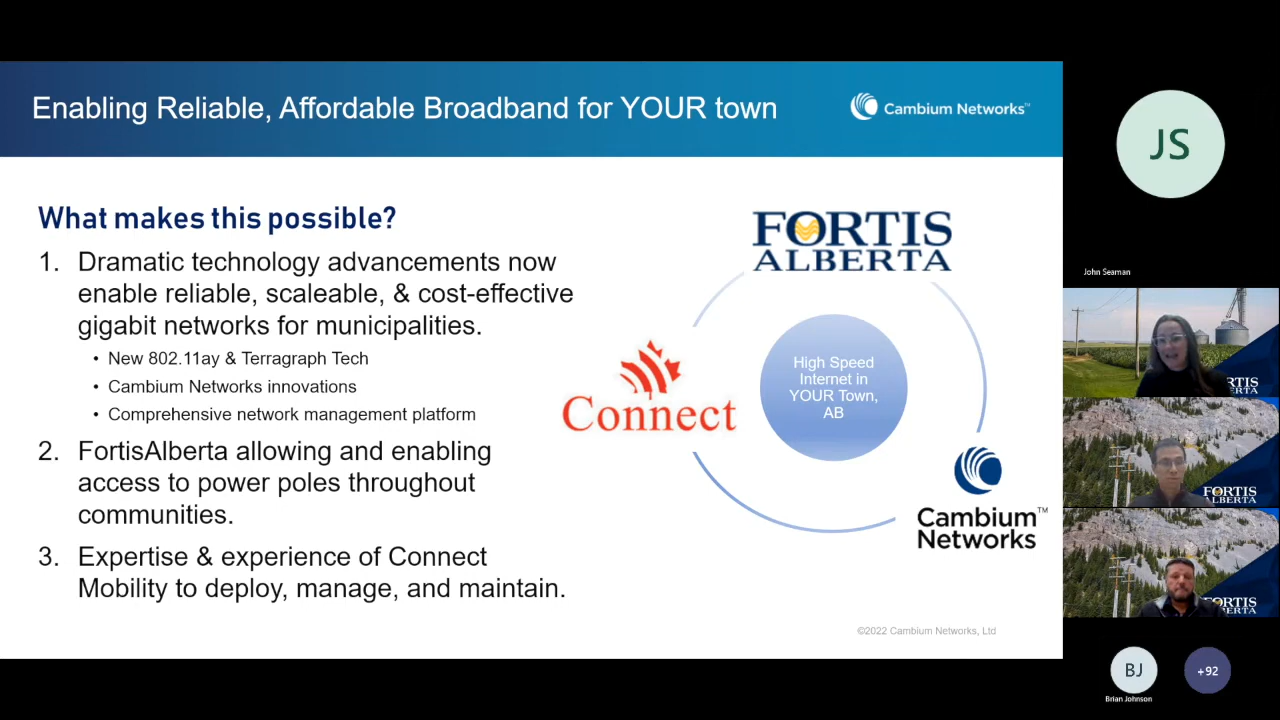 Enabling Reliable, Affordable Broadband for YOUR town
Cambium Networks™
What makes this possible?
1. Dramatic technology advancements now
enable reliable, scaleable, & cost-effective
gigabit networks for municipalities.
• New 802.11ay & Terragraph Tech
• Cambium Networks innovations
• Comprehensive network management platform
2. FortisAlberta allowing and enabling
access to power poles throughout
communities.
3. Expertise & experience of Connect
Mobility to deploy, manage, and maintain.
FORTIS
ALBERTA
Connect
High Speed
Internet in
YOUR Town,
AB
Cambium™
Networks
©2022 Cambium Networks, Ltd
JS
John Seaman
RTIS
ERTA
FORTIS
ALBERTA
FORTIS
ALBERTA
BJ
Brian Johnson
+92